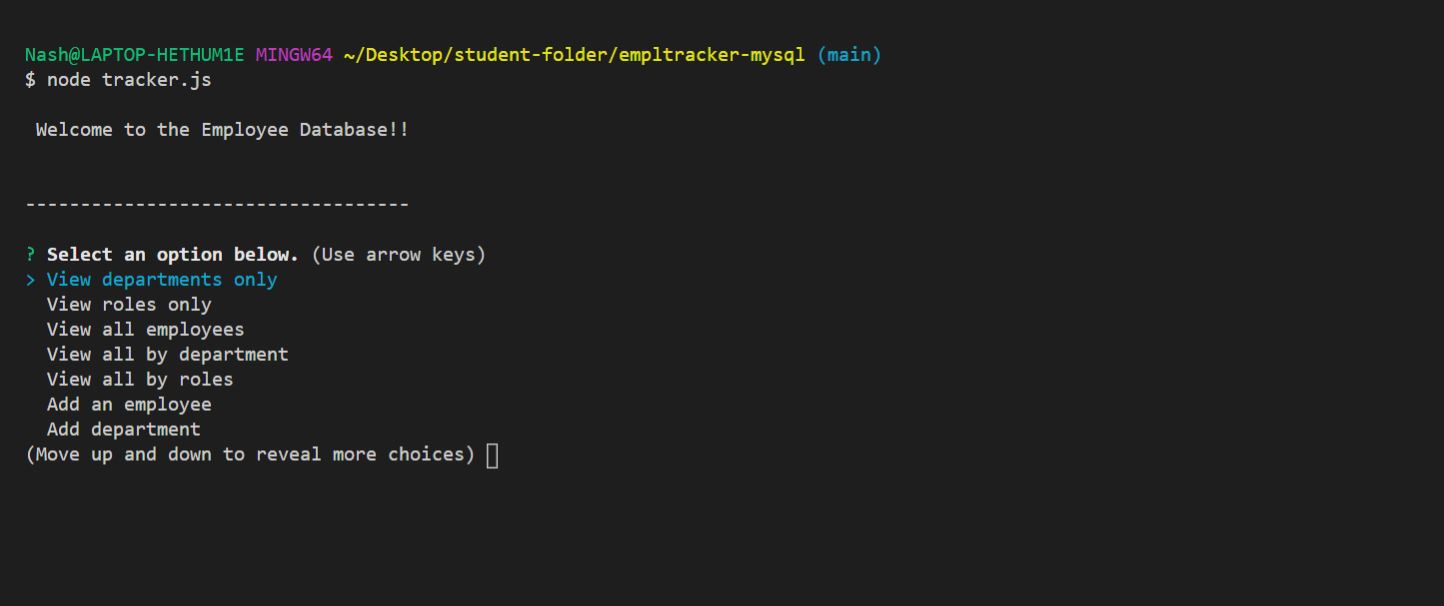 Nash@LAPTOP-HETHUM1E MINGW64 ~/Desktop/student-folder/empltracker-mysql (main)
$ node tracker.js
Welcome to the Employee Database!!
-----------------------------------
? Select an option below. (Use arrow keys)
> View departments only
View roles only
View all employees
View all by department
View all by roles
Add an employee
Add department
(Move up and down to reveal more choices)